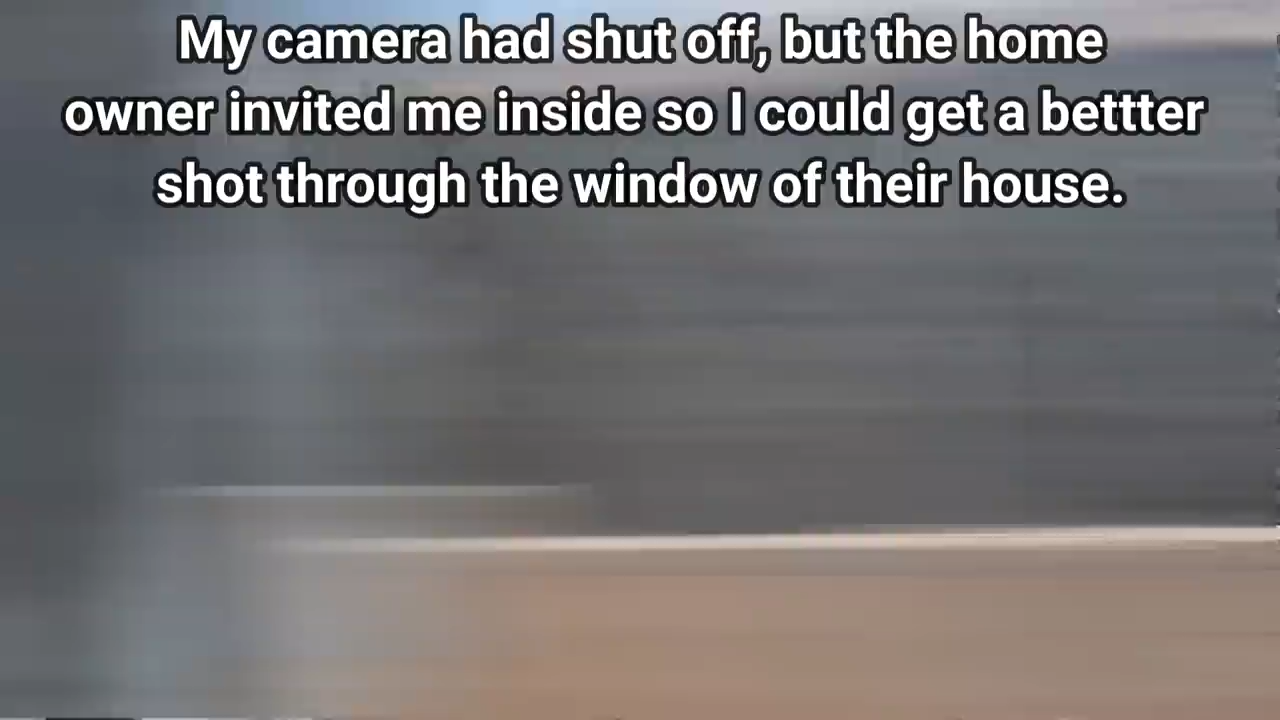 My camera had shut off, but the home
owner invited me inside so I could get a bettter
shot through the window of their house.